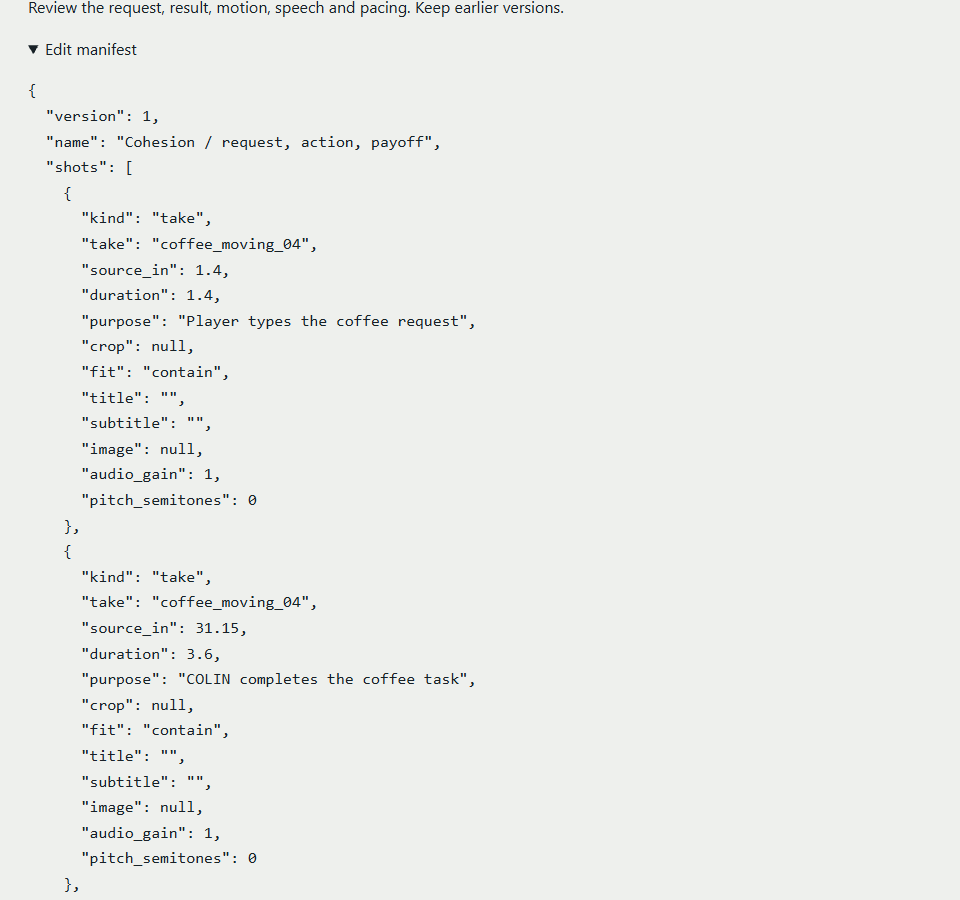 Review the request, result, motion, speech and pacing. Keep earlier versions.
▼ Edit manifest
{
  "version": 1,
  "name": "Cohesion / request, action, payoff",
  "shots": [
    {
      "kind": "take",
      "take": "coffee_moving_04",
      "source_in": 1.4,
      "duration": 1.4,
      "purpose": "Player types the coffee request",
      "crop": null,
      "fit": "contain",
      "title": "",
      "subtitle": "",
      "image": null,
      "audio_gain": 1,
      "pitch_semitones": 0
    },
    {
      "kind": "take",
      "take": "coffee_moving_04",
      "source_in": 31.15,
      "duration": 3.6,
      "purpose": "COLIN completes the coffee task",
      "crop": null,
      "fit": "contain",
      "title": "",
      "subtitle": "",
      "image": null,
      "audio_gain": 1,
      "pitch_semitones": 0
    },